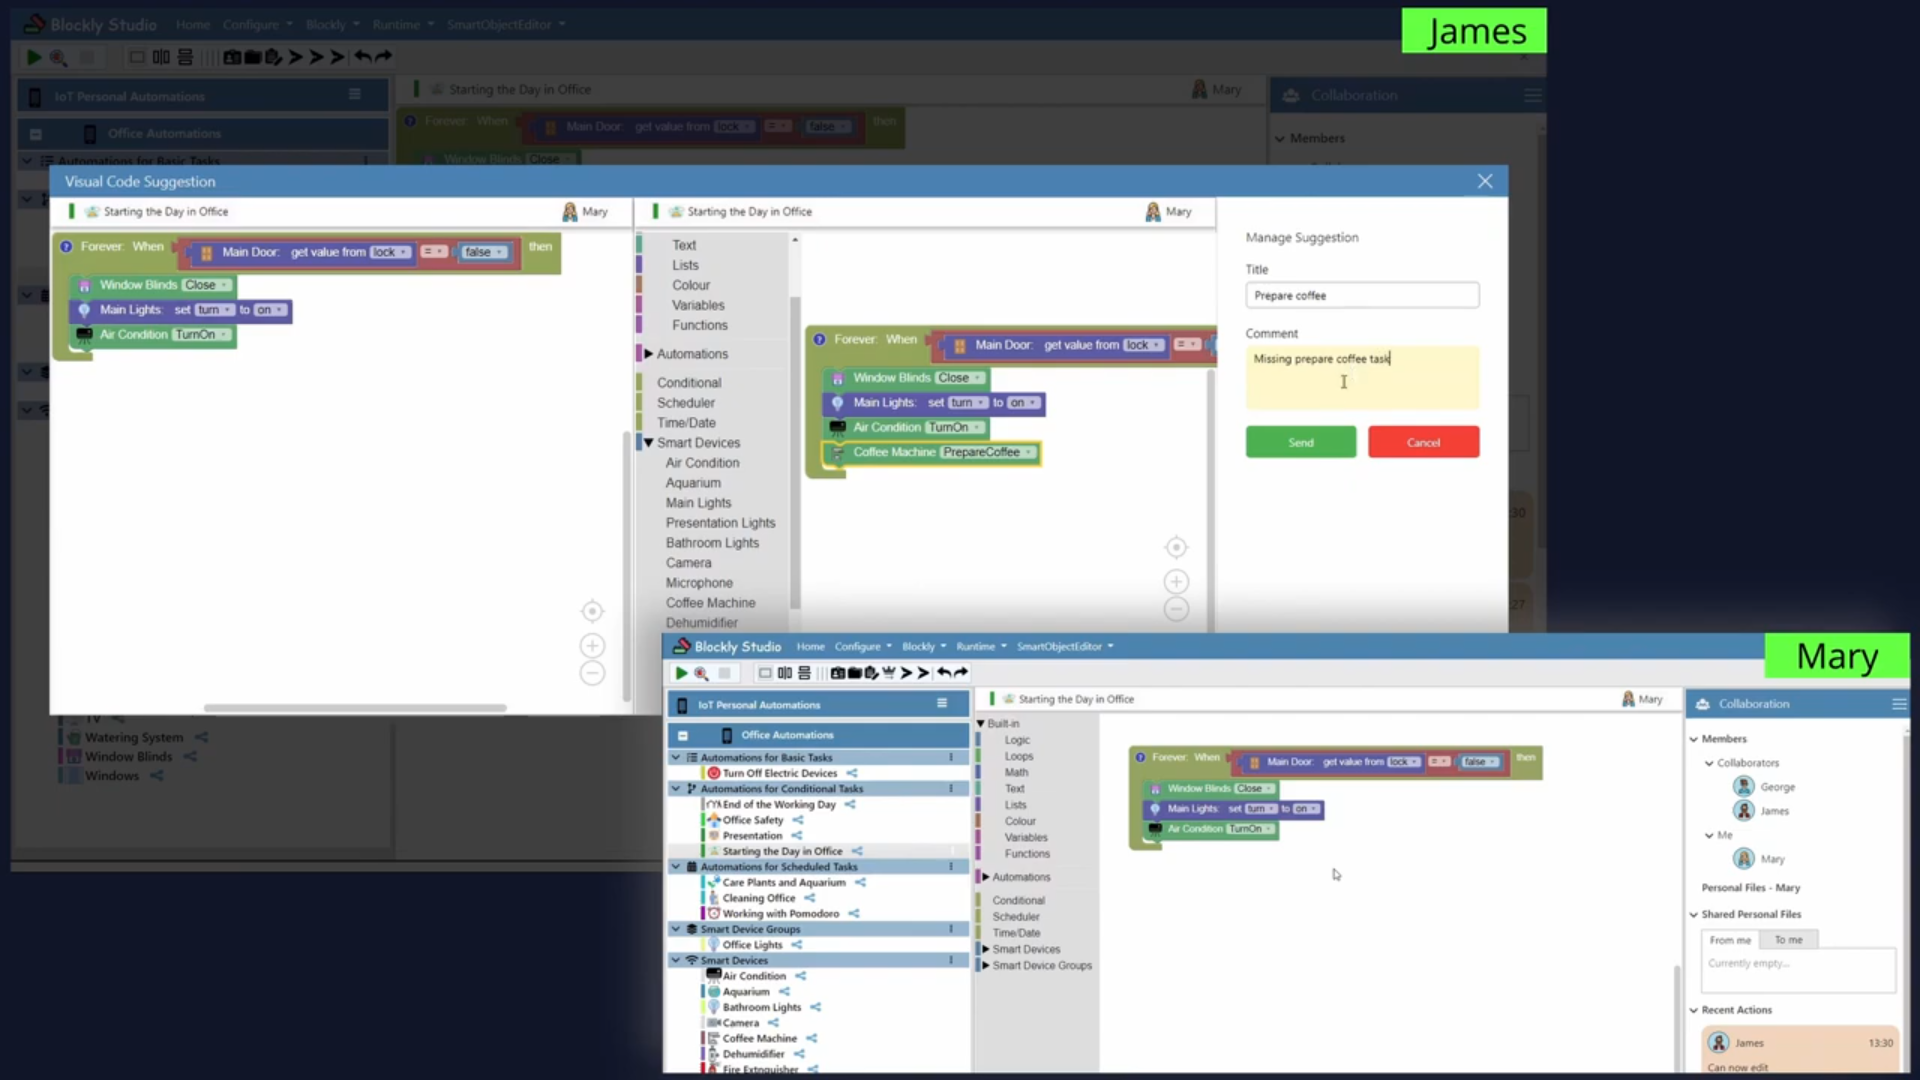 James
Blockly Studio Home Configure Blockly Runtime SmartObjectEditor
IoT Personal Automations
Starting the Day in Office Mary
Collaboration
Office Automations
Forever: When Main Door: get value from lock = false then
Members
Automations for Basic Tasks
Window Blinds Close
Visual Code Suggestion
Starting the Day in Office Mary
Forever: When Main Door: get value from lock = false then
Window Blinds Close
Main Lights: set turn to on
Air Condition TurnOn
Starting the Day in Office Mary
Text
Lists
Colour
Variables
Functions
Automations
Conditional
Scheduler
Time/Date
Smart Devices
Air Condition
Aquarium
Main Lights
Presentation Lights
Bathroom Lights
Camera
Microphone
Coffee Machine
Dehumidifier
Forever: When Main Door: get value from lock =
Window Blinds Close
Main Lights: set turn to on
Air Condition TurnOn
Coffee Machine PrepareCoffee
Manage Suggestion
Title
Prepare coffee
Comment
Missing prepare coffee task
Send Cancel
:30
:27
TV
Watering System
Window Blinds
Windows
Mary
Blockly Studio Home Configure Blockly Runtime SmartObjectEditor
IoT Personal Automations
Office Automations
Automations for Basic Tasks
Turn Off Electric Devices
Automations for Conditional Tasks
End of the Working Day
Office Safety
Presentation
Starting the Day in Office
Automations for Scheduled Tasks
Care Plants and Aquarium
Cleaning Office
Working with Pomodoro
Smart Device Groups
Office Lights
Smart Devices
Air Condition
Aquarium
Bathroom Lights
Camera
Coffee Machine
Dehumidifier
Fire Extnguisher
Starting the Day in Office Mary
Built-in
Logic
Loops
Math
Text
Lists
Colour
Variables
Functions
Automations
Conditional
Scheduler
Time/Date
Smart Devices
Smart Device Groups
Forever: When Main Door: get value from lock = false then
Window Blinds Close
Main Lights: set turn to on
Air Condition TurnOn
Collaboration
Members
Collaborators
George
James
Me
Mary
Personal Files - Mary
Shared Personal Files
From me To me
Currently empty...
Recent Actions
James 13:30
Can now edit